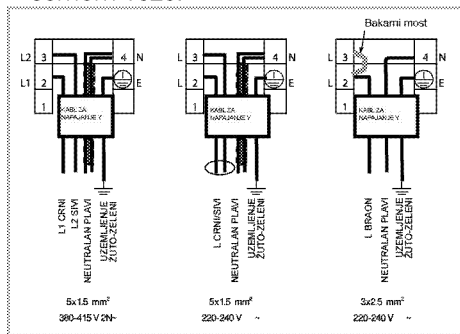 Bakarni most
L2 3 4 N
L1 2 E
1
KABL ZA
NAPAJANJE Y
L1 CRNI
L2 SIVI
NEUTRALAN PLAVI
UZEMLJENJE
ŽUTO-ZELENI
5x1.5 mm²
380-415 V 2N~
L 3 4 N
L 2 E
1
KABL ZA
NAPAJANJE Y
L CRNI/SIVI
NEUTRALAN PLAVI
UZEMLJENJE
ŽUTO-ZELENI
5x1.5 mm²
220-240 V ~
L 3 4 N
L 2 E
1
KABL ZA
NAPAJANJE Y
L BRAON
NEUTRALAN PLAVI
UZEMLJENJE
ŽUTO-ZELENI
3x2.5 mm²
220-240 V ~